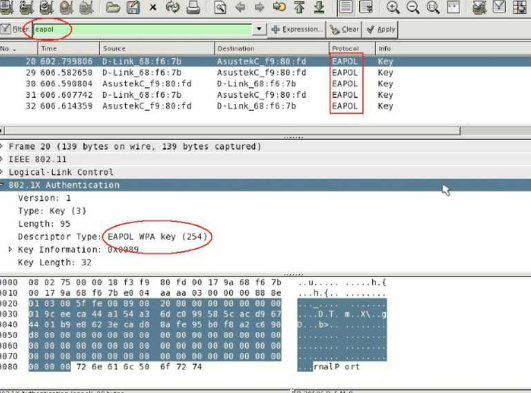 Filter: eapol Expression... Clear Apply
No. . Time Source Destination Protocol Info
20 602.799806 D-Link_68:f6:7b AsustekC_f9:80:fd EAPOL Key
29 606.582650 D-Link_68:f6:7b AsustekC_f9:80:fd EAPOL Key
30 606.590804 AsustekC_f9:80:fd D-Link_68:f6:7b EAPOL Key
31 606.607742 D-Link_68:f6:7b AsustekC_f9:80:fd EAPOL Key
32 606.614359 AsustekC_f9:80:fd D-Link_68:f6:7b EAPOL Key
Frame 20 (139 bytes on wire, 139 bytes captured)
IEEE 802.11
Logical-Link Control
802.1X Authentication
Version: 1
Type: Key (3)
Length: 95
Descriptor Type: EAPOL WPA key (254)
Key Information: 0x0089
Key Length: 32
0000 08 02 75 00 00 18 f3 f9 80 fd 00 17 9a 68 f6 7b ..u..... .....h.{
0010 00 17 9a 68 f6 7b e0 04 aa aa 03 00 00 00 88 8e ...h.{.. ........
0020 01 03 00 5f fe 00 89 00 20 00 00 00 00 00 00 00 ..._.... ........
0030 01 9c ee ca 44 a1 54 a3 6d c0 99 58 5c ac d9 67 ....D.T. m..X\..g
0040 44 01 b9 e8 62 3e ca d0 8a fe 95 b0 f8 a2 c6 90 D...b>.. ........
0050 d8 00 00 00 00 00 00 00 00 00 00 00 00 00 00 00 ........ ........
0060 00 00 00 00 00 00 00 00 00 00 00 00 00 00 00 00 ........ ........
0070 00 00 00 00 00 00 00 00 00 00 00 00 00 00 00 00 ........ ........
0080 00 00 00 72 6e 61 6c 50 6f 72 74 ...rnalP ort